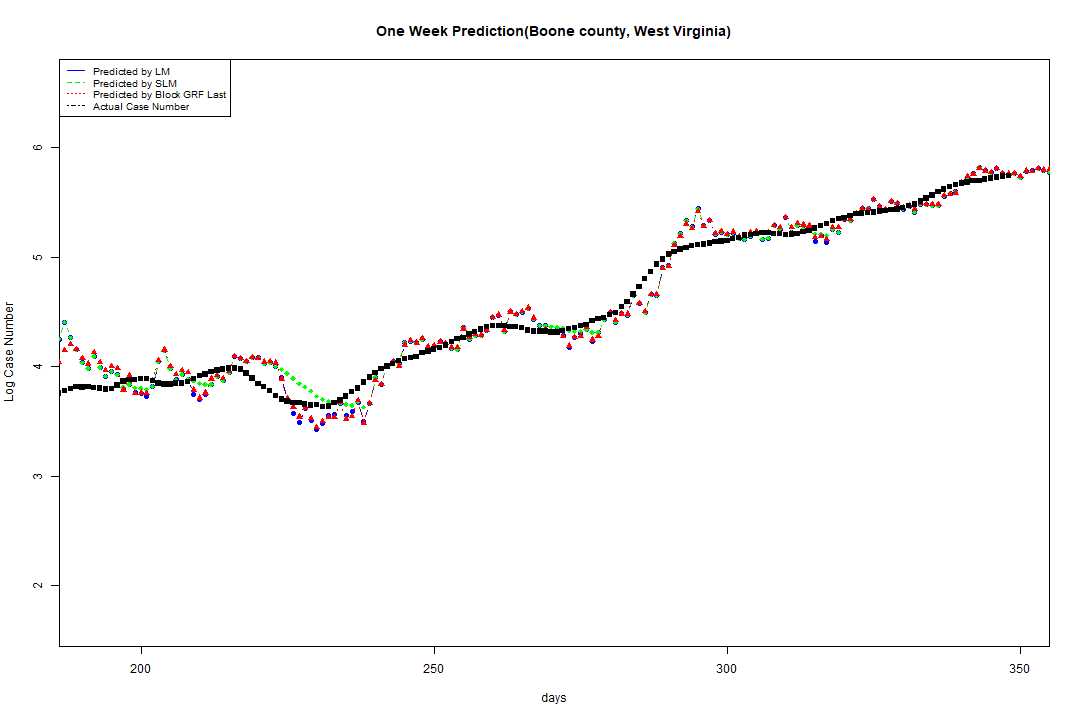 One Week Prediction(Boone county, West Virginia)
Predicted by LM
Predicted by SLM
Predicted by Block GRF Last
Actual Case Number
6
5
4
3
2
Log Case Number
200 250 300 350
days